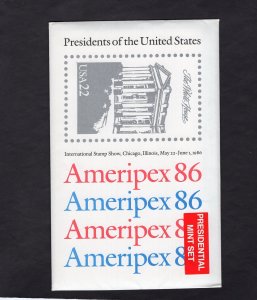 Presidents of the United States
USA 22
The White House
International Stamp Show, Chicago, Illinois, May 22-June 1, 1986
Ameripex 86
Ameripex 86
Ameripex 8
Ameripex 8
PRESIDENTIAL
MINT SET